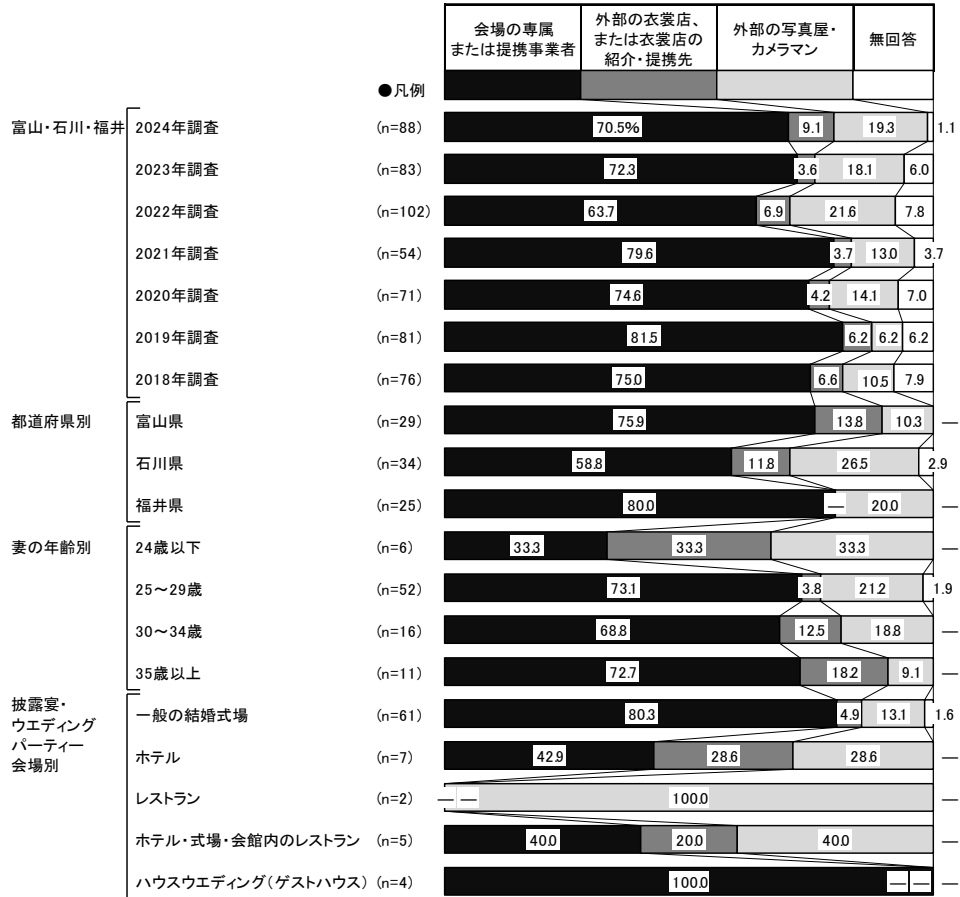 会場の専属
または提携事業者
外部の衣裳店、
または衣裳店の
紹介・提携先
外部の写真屋・
カメラマン
無回答
●凡例
富山・石川・福井 2024年調査 (n=88) 70.5% 9.1 19.3 1.1
2023年調査 (n=83) 72.3 3.6 18.1 6.0
2022年調査 (n=102) 63.7 6.9 21.6 7.8
2021年調査 (n=54) 79.6 3.7 13.0 3.7
2020年調査 (n=71) 74.6 4.2 14.1 7.0
2019年調査 (n=81) 81.5 6.2 6.2 6.2
2018年調査 (n=76) 75.0 6.6 10.5 7.9
都道府県別 富山県 (n=29) 75.9 13.8 10.3 ―
石川県 (n=34) 58.8 11.8 26.5 2.9
福井県 (n=25) 80.0 ― 20.0 ―
妻の年齢別 24歳以下 (n=6) 33.3 33.3 33.3 ―
25～29歳 (n=52) 73.1 3.8 21.2 1.9
30～34歳 (n=16) 68.8 12.5 18.8 ―
35歳以上 (n=11) 72.7 18.2 9.1 ―
披露宴・
ウエディング
パーティー
会場別
一般の結婚式場 (n=61) 80.3 4.9 13.1 1.6
ホテル (n=7) 42.9 28.6 28.6 ―
レストラン (n=2) ― ― 100.0 ―
ホテル・式場・会館内のレストラン (n=5) 40.0 20.0 40.0 ―
ハウスウエディング(ゲストハウス) (n=4) 100.0 ― ― ―